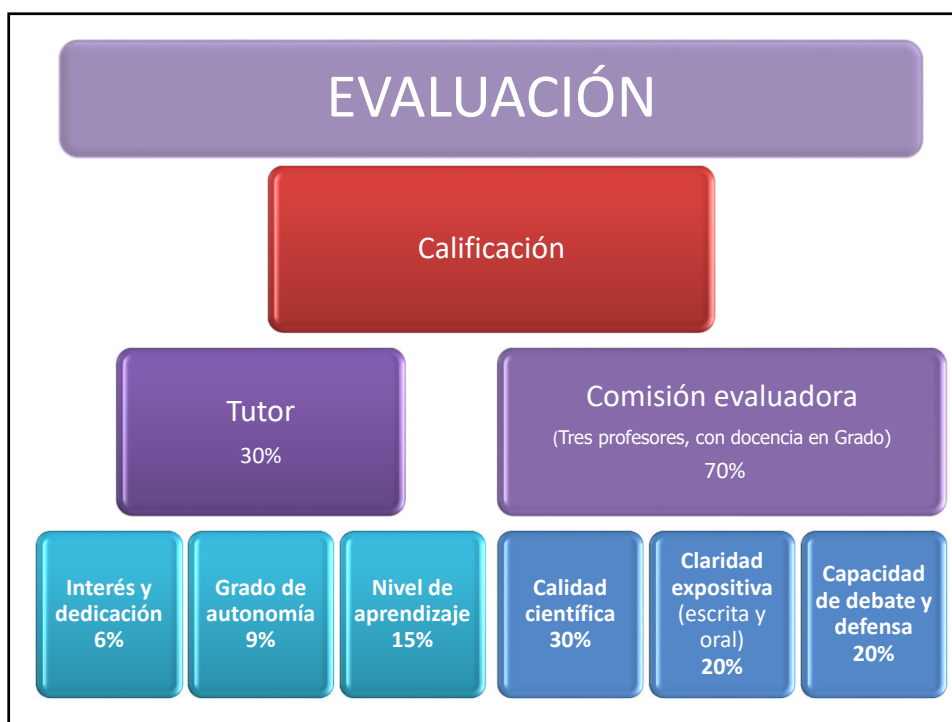 EVALUACIÓN
Calificación
Tutor
30%
Comisión evaluadora
(Tres profesores, con docencia en Grado)
70%
Interés y
dedicación
6%
Grado de
autonomía
9%
Nivel de
aprendizaje
15%
Calidad
científica
30%
Claridad
expositiva
(escrita y
oral)
20%
Capacidad
de debate y
defensa
20%